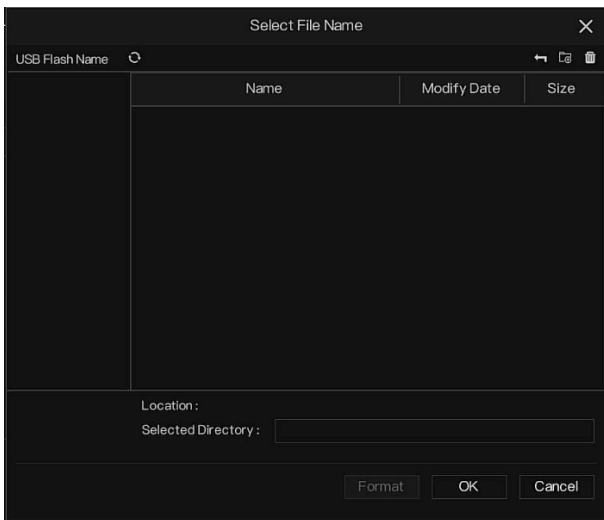 Select File Name
USB Flash Name
Name Modify Date Size
Location :
Selected Directory :
Format OK Cancel